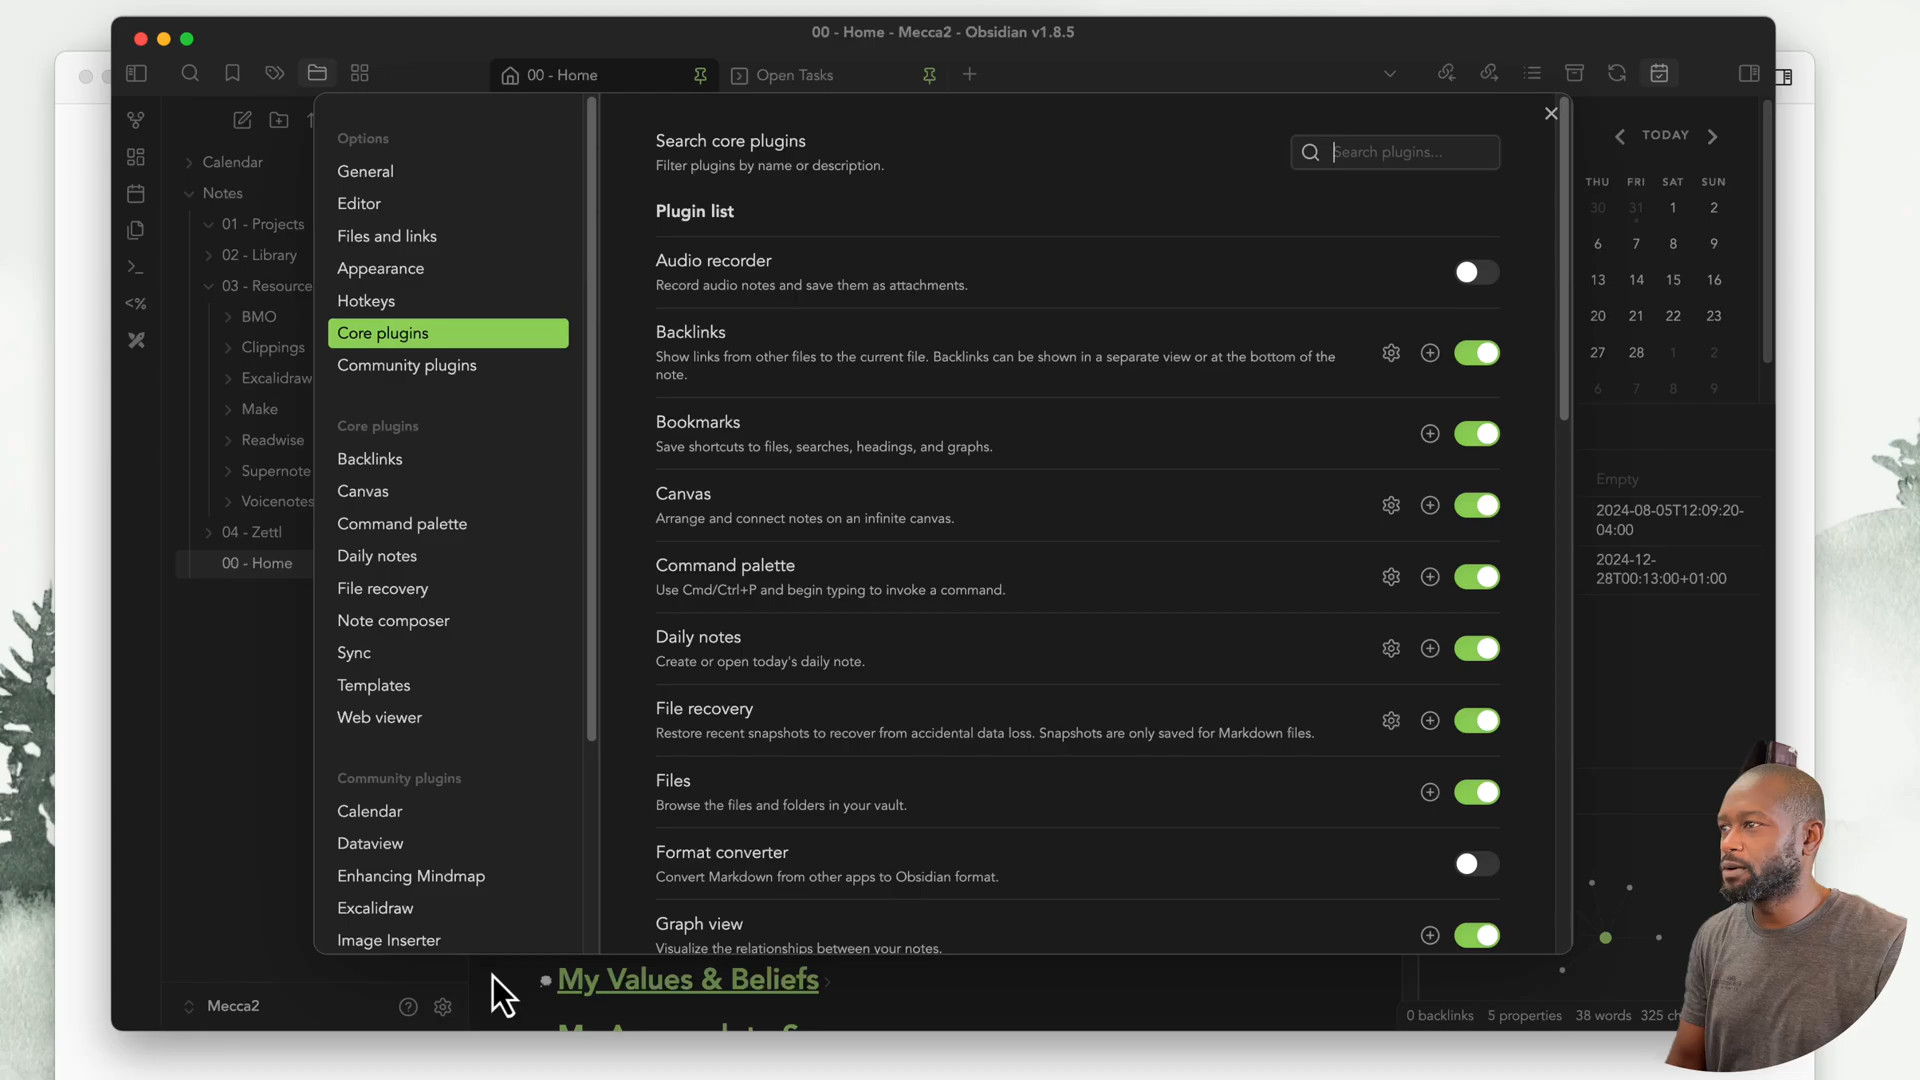 00 - Home - Mecca2 - Obsidian v1.8.5
00 - Home
Open Tasks
Calendar
Notes
01 - Projects
02 - Library
03 - Resource
BMO
Clippings
Excalidraw
Make
Readwise
Supernote
Voicenotes
04 - Zettl
00 - Home
Mecca2
Options
General
Editor
Files and links
Appearance
Hotkeys
Core plugins
Community plugins
Core plugins
Backlinks
Canvas
Command palette
Daily notes
File recovery
Note composer
Sync
Templates
Web viewer
Community plugins
Calendar
Dataview
Enhancing Mindmap
Excalidraw
Image Inserter
Search core plugins
Filter plugins by name or description.
Search plugins...
Plugin list
Audio recorder
Record audio notes and save them as attachments.
Backlinks
Show links from other files to the current file. Backlinks can be shown in a separate view or at the bottom of the
note.
Bookmarks
Save shortcuts to files, searches, headings, and graphs.
Canvas
Arrange and connect notes on an infinite canvas.
Command palette
Use Cmd/Ctrl+P and begin typing to invoke a command.
Daily notes
Create or open today's daily note.
File recovery
Restore recent snapshots to recover from accidental data loss. Snapshots are only saved for Markdown files.
Files
Browse the files and folders in your vault.
Format converter
Convert Markdown from other apps to Obsidian format.
Graph view
Visualize the relationships between your notes.
My Values & Beliefs
TODAY
THU FRI SAT SUN
30 31 1 2
6 7 8 9
13 14 15 16
20 21 22 23
27 28 1 2
6 7 8 9
Empty
2024-08-05T12:09:20-
04:00
2024-12-
28T00:13:00+01:00
0 backlinks 5 properties 38 words 325 ch